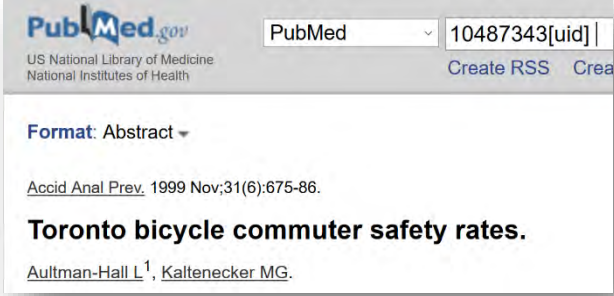 PubMed.gov
US National Library of Medicine
National Institutes of Health
PubMed
10487343[uid]
Create RSS Crea
Format: Abstract
Accid Anal Prev. 1999 Nov;31(6):675-86.
Toronto bicycle commuter safety rates.
Aultman-Hall L1, Kaltenecker MG.